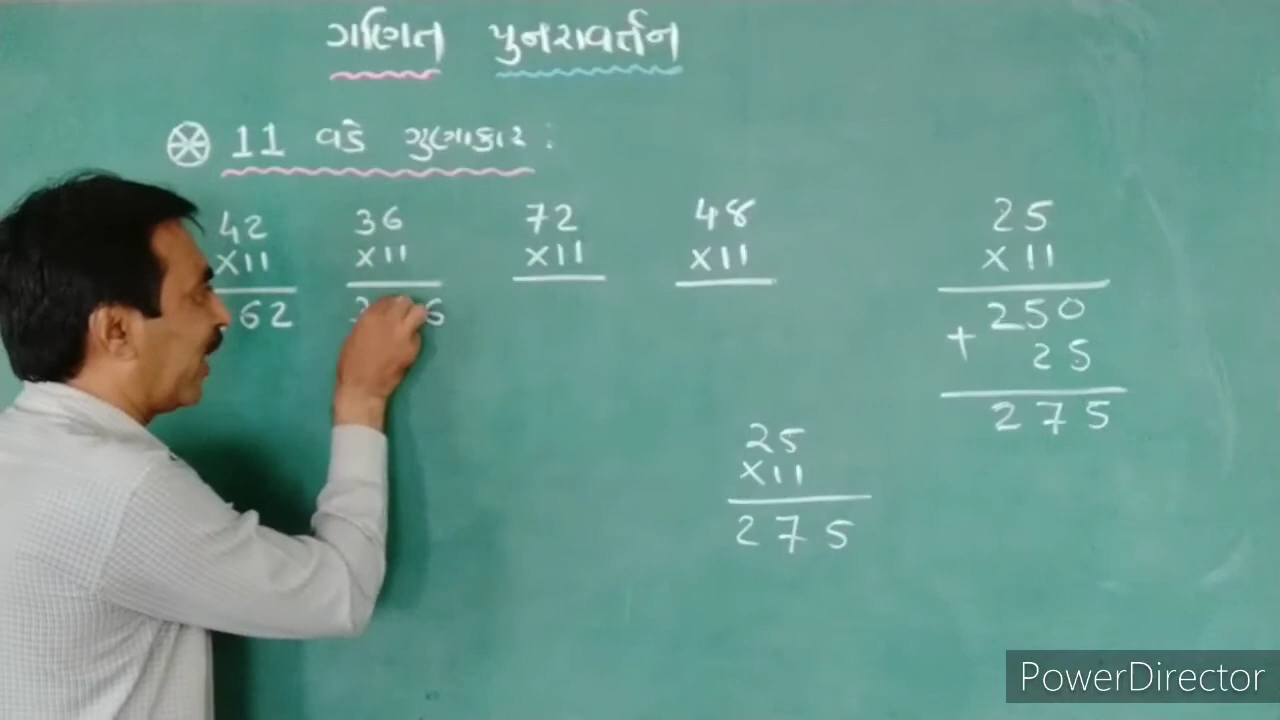 ગણિત પુનરાવર્તન
11 વડે ગુણાકાર :
42
x11
62
36
x11
3 6
72
x11
48
x11
25
x11
250
+ 25
275
25
x11
275
PowerDirector